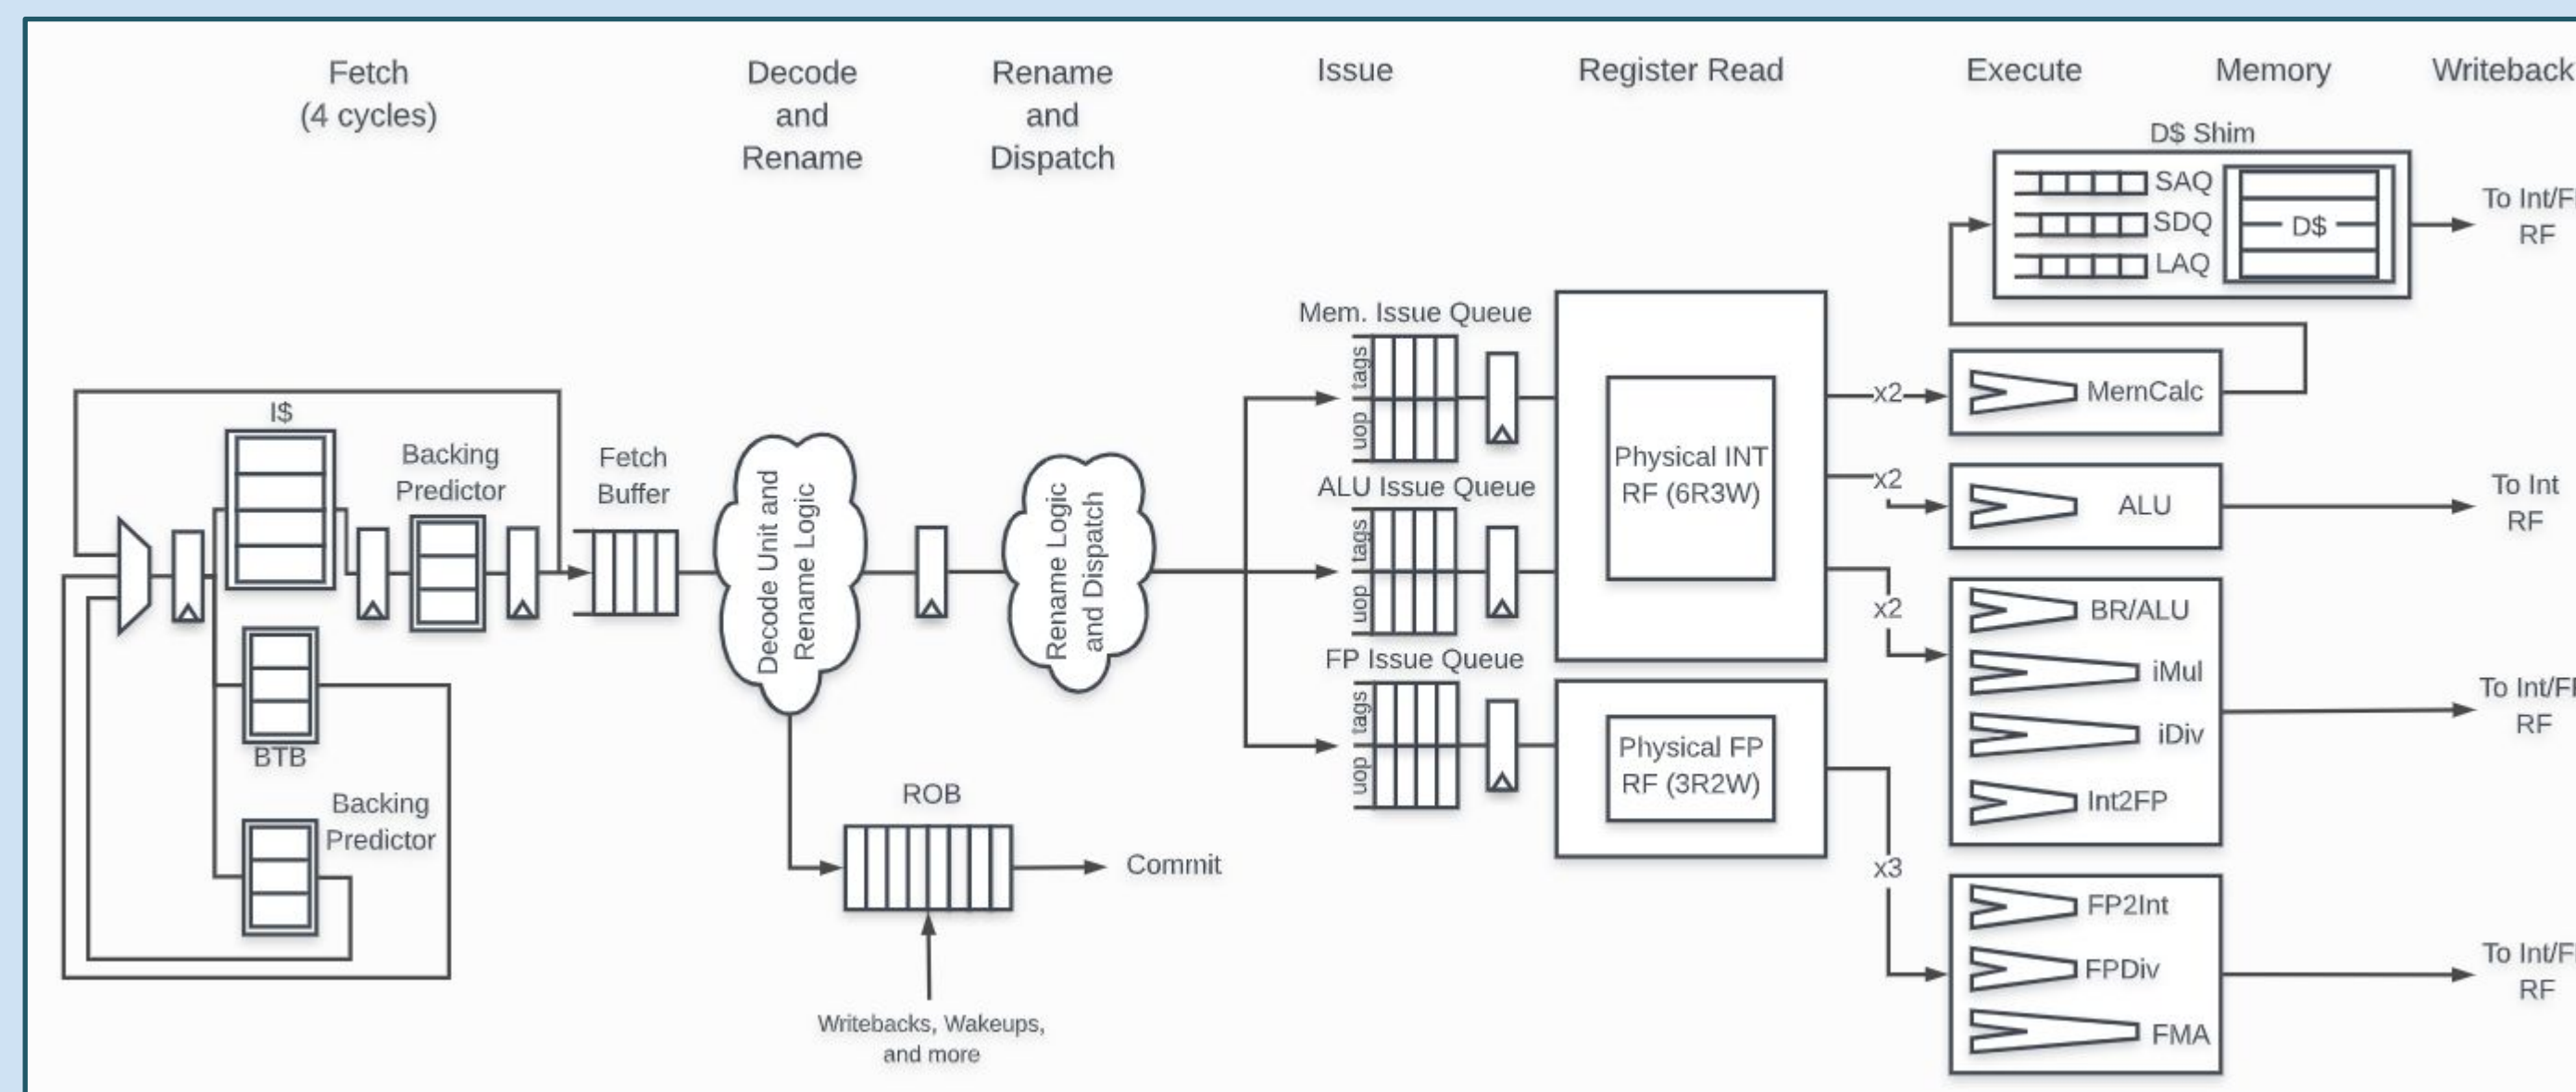 Fetch
(4 cycles)
Decode
and
Rename
Rename
and
Dispatch
Issue
Register Read
Execute
Memory
Writeback
D$ Shim
SAQ
SDQ
LAQ
D$
To Int/F
RF
Mem. Issue Queue
tags
uop
x2
MemCalc
I$
Backing
Predictor
Fetch
Buffer
Decode Unit and
Rename Logic
Rename Logic
and Dispatch
ALU Issue Queue
tags
uop
Physical INT
RF (6R3W)
x2
ALU
To Int
RF
x2
BR/ALU
iMul
iDiv
Int2FP
To Int/F
RF
FP Issue Queue
tags
uop
Physical FP
RF (3R2W)
BTB
Backing
Predictor
ROB
Commit
Writebacks, Wakeups,
and more
x3
FP2Int
FPDiv
FMA
To Int/F
RF